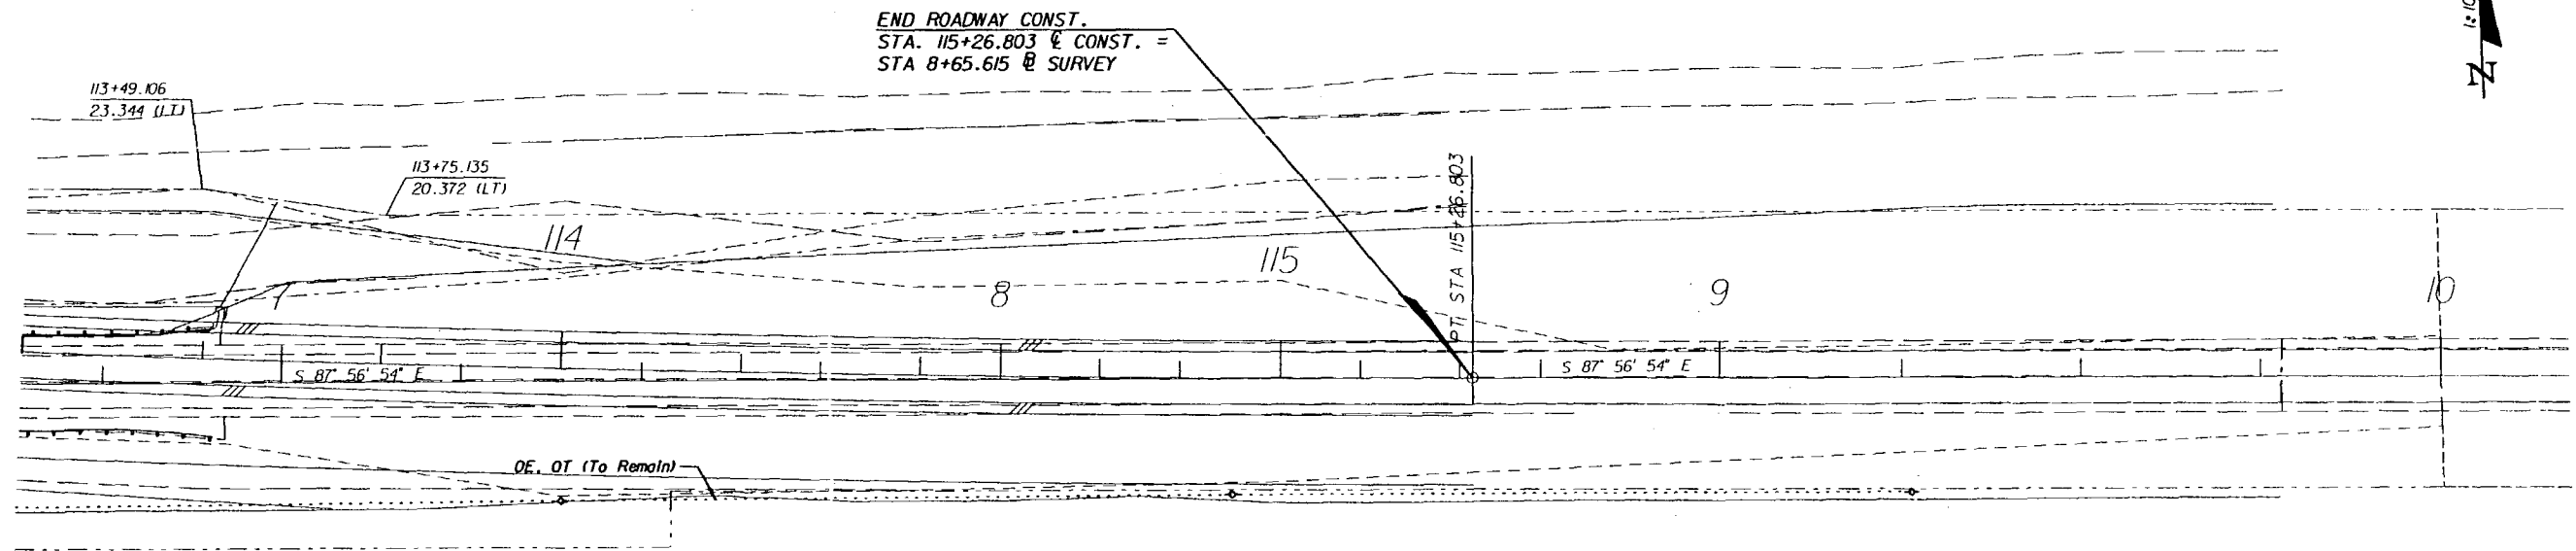 END ROADWAY CONST.
STA. 115+26.803 ℄ CONST. =
STA 8+65.615 SURVEY
113+49.106
23.344 (LT)
113+75.135
20.372 (LT)
N
PT STA 115+26.803
114
115
8
9
10
S 87° 56' 54" E
S 87° 56' 54" E
OE, OT (To Remain)